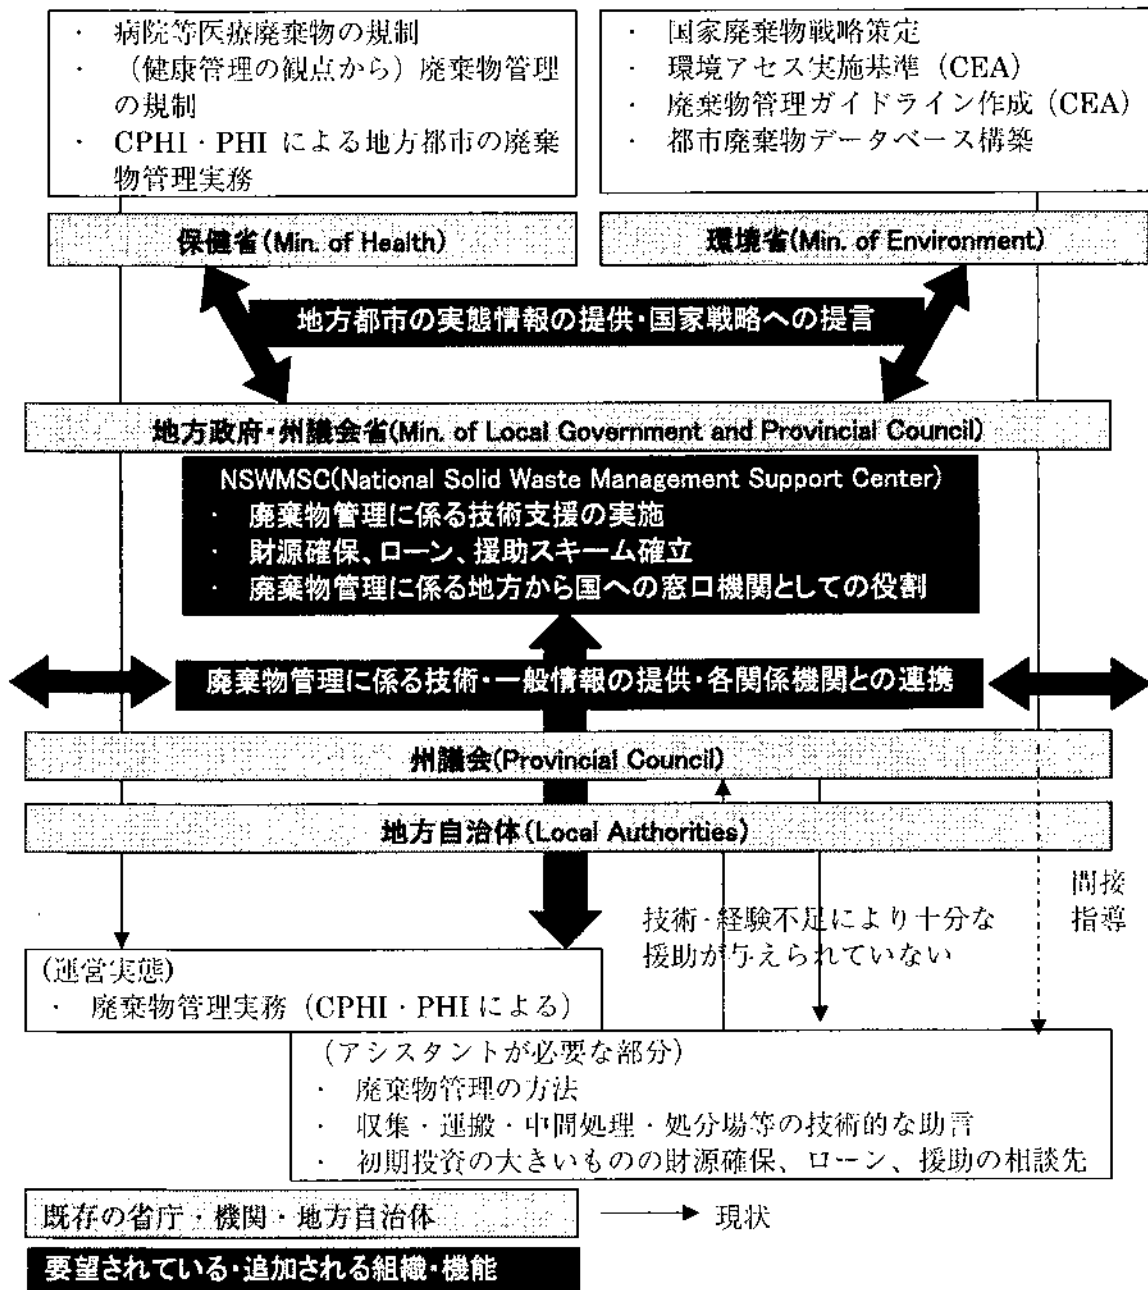 · 病院等医療廃棄物の規制
· （健康管理の観点から）廃棄物管理
の規制
· CPHI · PHI による地方都市の廃棄
物管理実務
· 国家廃棄物戦略策定
· 環境アセス実施基準（CEA）
· 廃棄物管理ガイドライン作成（CEA）
· 都市廃棄物データベース構築
保健省(Min. of Health)
環境省(Min. of Environment)
地方都市の実態情報の提供・国家戦略への提言
地方政府・州議会省(Min. of Local Government and Provincial Council)
NSWMSC(National Solid Waste Management Support Center)
· 廃棄物管理に係る技術支援の実施
· 財源確保、ローン、援助スキーム確立
· 廃棄物管理に係る地方から国への窓口機関としての役割
廃棄物管理に係る技術・一般情報の提供・各関係機関との連携
州議会(Provincial Council)
地方自治体(Local Authorities)
間接
指導
技術·経験不足により十分な
援助が与えられていない
(運営実態)
· 廃棄物管理実務（CPHI · PHIによる）
（アシスタントが必要な部分）
· 廃棄物管理の方法
· 収集·運搬·中間処理·処分場等の技術的な助言
· 初期投資の大きいものの財源確保、ローン、援助の相談先
既存の省庁·機関·地方自治体
現状
要望されている・追加される組織・機能